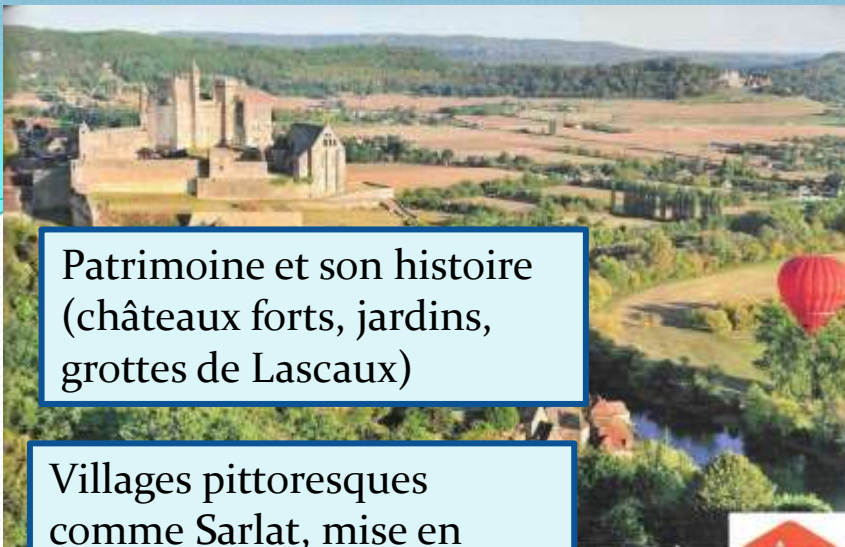 Patrimoine et son histoire
(châteaux forts, jardins,
grottes de Lascaux)
Villages pittoresques
comme Sarlat, mise en